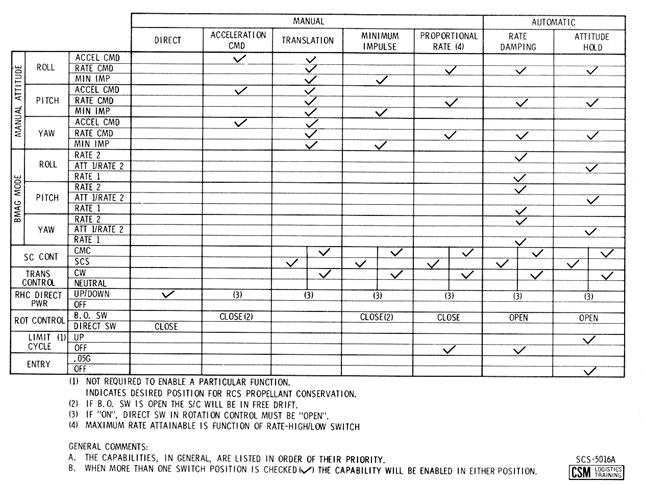 MANUAL AUTOMATIC
DIRECT ACCELERATION CMD TRANSLATION MINIMUM IMPULSE PROPORTIONAL RATE (4) RATE DAMPING ATTITUDE HOLD
MANUAL ATTITUDE
ROLL ACCEL CMD ✓ ✓
RATE CMD ✓ ✓ ✓ ✓
MIN IMP ✓ ✓
PITCH ACCEL CMD ✓ ✓
RATE CMD ✓ ✓ ✓ ✓
MIN IMP ✓ ✓
YAW ACCEL CMD ✓ ✓
RATE CMD ✓ ✓ ✓ ✓
MIN IMP ✓ ✓
BMAG MODE
ROLL RATE 2 ✓
ATT 1/RATE 2 ✓
RATE 1 ✓
PITCH RATE 2 ✓
ATT 1/RATE 2 ✓
RATE 1 ✓
YAW RATE 2 ✓
ATT 1/RATE 2 ✓
RATE 1 ✓
SC CONT CMC ✓ ✓ ✓ ✓ ✓
SCS ✓ ✓ ✓ ✓ ✓
TRANS CONTROL CW ✓ ✓ ✓ ✓ ✓
NEUTRAL
RHC DIRECT PWR UP/DOWN ✓ (3) (3) (3) (3) (3) (3)
OFF
ROT CONTROL B.O. SW CLOSE(2) CLOSE(2) CLOSE OPEN OPEN
DIRECT SW CLOSE
LIMIT (1) CYCLE UP ✓
OFF ✓ ✓
ENTRY .05G
OFF ✓
(1) NOT REQUIRED TO ENABLE A PARTICULAR FUNCTION.
INDICATES DESIRED POSITION FOR RCS PROPELLANT CONSERVATION.
(2) IF B.O. SW IS OPEN THE S/C WILL BE IN FREE DRIFT.
(3) IF "ON", DIRECT SW IN ROTATION CONTROL MUST BE "OPEN".
(4) MAXIMUM RATE ATTAINABLE IS FUNCTION OF RATE-HIGH/LOW SWITCH
GENERAL COMMENTS:
A. THE CAPABILITIES, IN GENERAL, ARE LISTED IN ORDER OF THEIR PRIORITY.
B. WHEN MORE THAN ONE SWITCH POSITION IS CHECKED (✓) THE CAPABILITY WILL BE ENABLED IN EITHER POSITION.
SCS-5016A
CSM LOGISTICS TRAINING